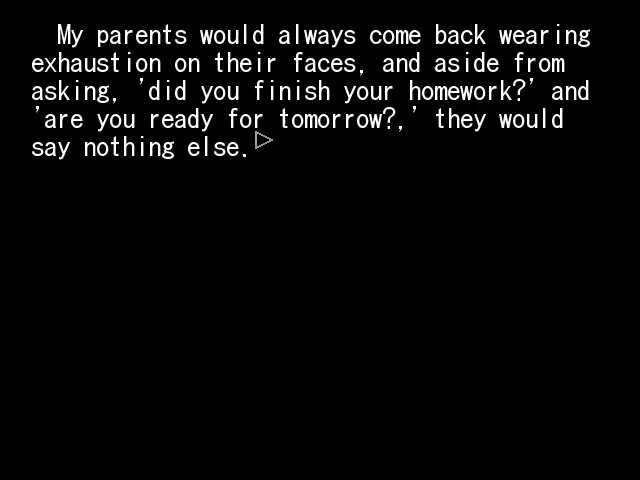 My parents would always come back wearing
exhaustion on their faces, and aside from
asking, 'did you finish your homework?' and
'are you ready for tomorrow?,' they would
say nothing else.